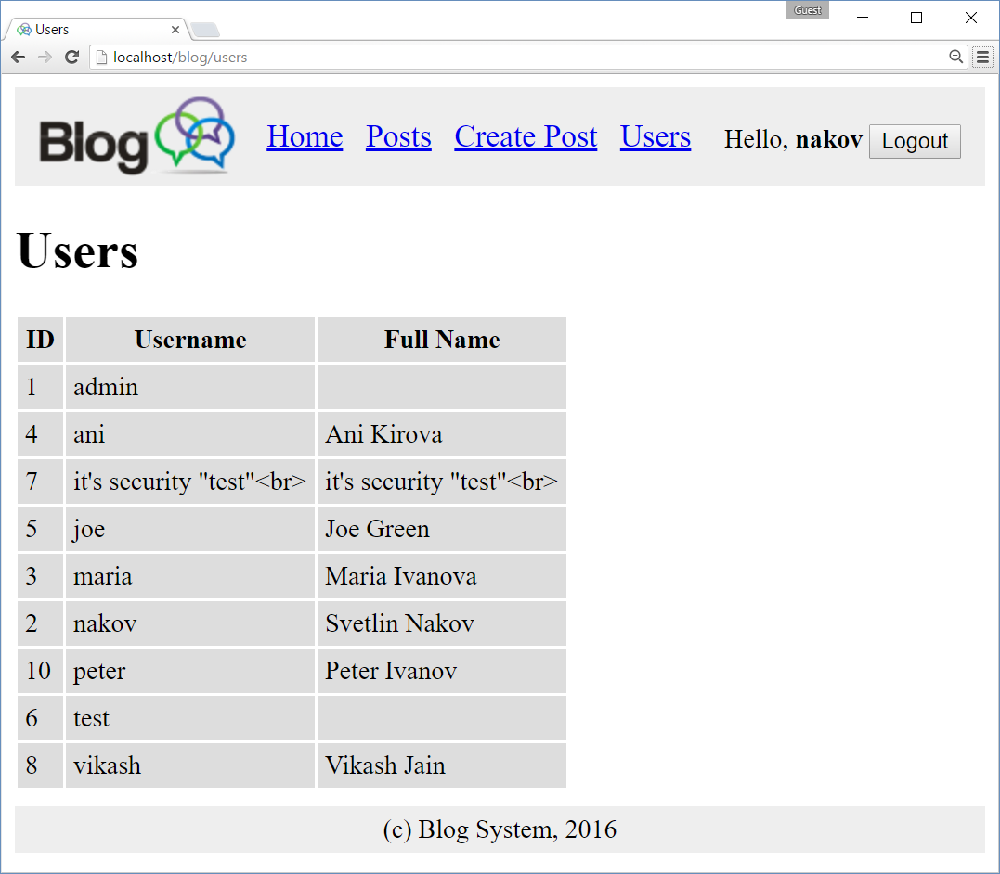 Guest
Users
localhost/blog/users
Blog Home Posts Create Post Users Hello, nakov Logout
Users
ID Username Full Name
1 admin
4 ani Ani Kirova
7 it's security "test"<br> it's security "test"<br>
5 joe Joe Green
3 maria Maria Ivanova
2 nakov Svetlin Nakov
10 peter Peter Ivanov
6 test
8 vikash Vikash Jain
(c) Blog System, 2016